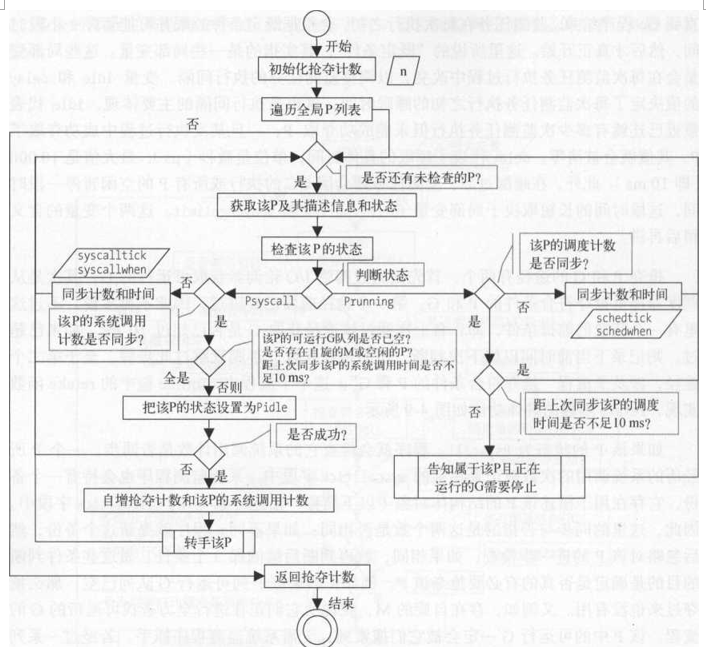 开始
初始化抢夺计数
n
遍历全局P列表
否
是否还有未检查的P?
是
获取该P及其描述信息和状态
检查该P的状态
判断状态
syscalltick
syscallwhen
同步计数和时间
否
该P的系统调用
计数是否同步?
是
Psyscall
Prunning
该P的调度计数
是否同步?
是
否
同步计数和时间
schedtick
schedwhen
该P的可运行G队列是否已空?
是否存在自旋的M或空闲的P?
距上次同步该P的系统调用时间是否不
足10 ms?
全是
否则
把该P的状态设置为Pidle
是否成功?
否
是
自增抢夺计数和该P的系统调用计数
转手该P
是
距上次同步该P的调度
时间是否不足10 ms?
否
告知属于该P且正在
运行的G需要停止
返回抢夺计数
结束